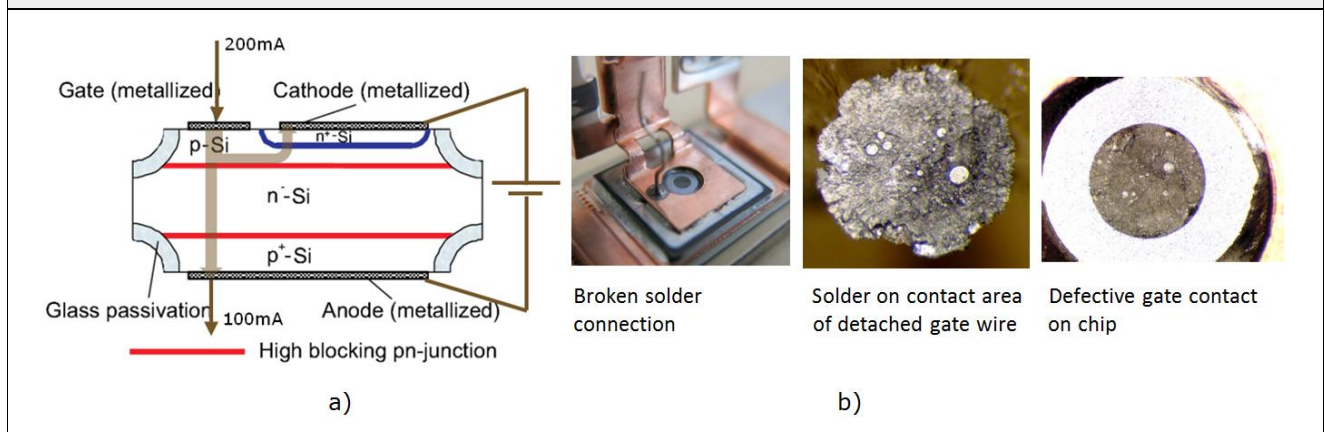 200mA
Gate (metallized)
Cathode (metallized)
p-Si
n⁺-Si
n⁻-Si
p⁺-Si
Glass passivation
100mA
Anode (metallized)
High blocking pn-junction
a)
Broken solder
connection
Solder on contact area
of detached gate wire
Defective gate contact
on chip
b)